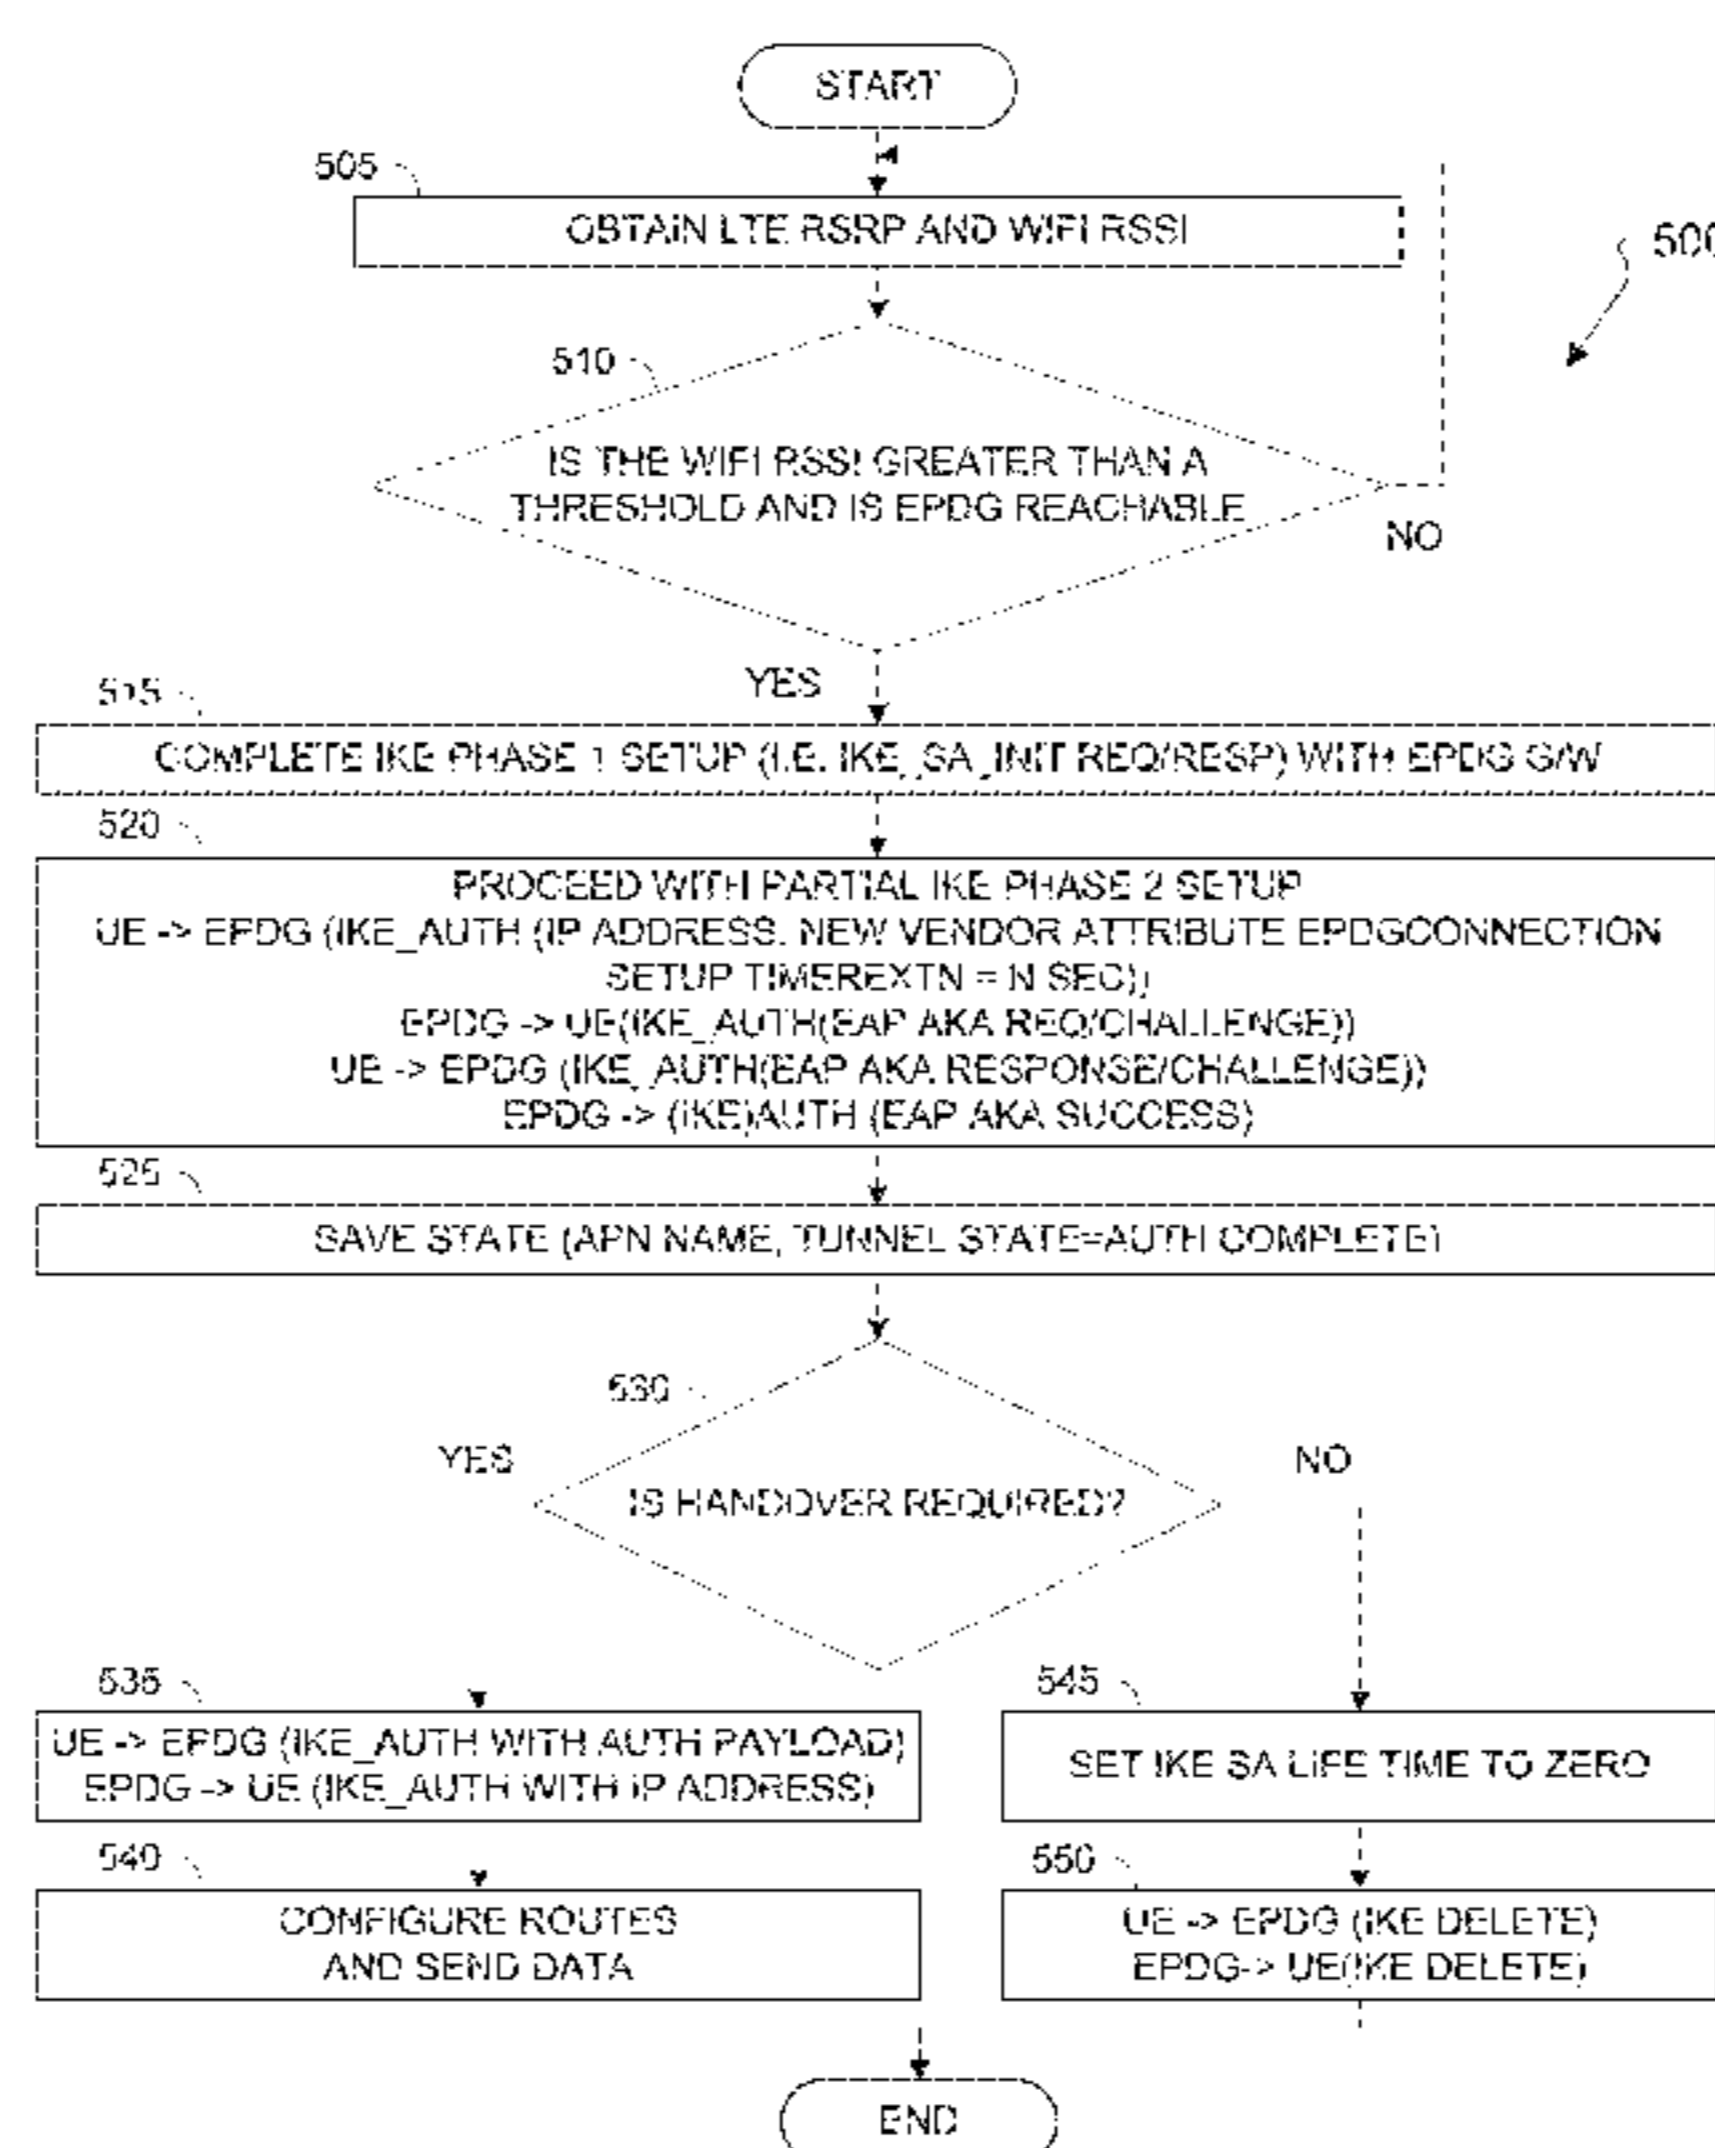 START
505
OBTAIN LTE RSRP AND WIFI RSSI
500
510
IS THE WIFI RSSI GREATER THAN A
THRESHOLD AND IS EPDG REACHABLE
NO
YES
515
COMPLETE IKE PHASE 1 SETUP (I.E. IKE_SA_INIT REQ/RESP) WITH EPDG G/W
520
PROCEED WITH PARTIAL IKE PHASE 2 SETUP
UE -> EPDG (IKE_AUTH (IP ADDRESS, NEW VENDOR ATTRIBUTE EPDGCONNECTION
SETUP TIMEREXTN = N SEC))
EPDG -> UE(IKE_AUTH(EAP AKA REQ/CHALLENGE))
UE -> EPDG (IKE_AUTH(EAP AKA RESPONSE/CHALLENGE))
EPDG -> (IKE)AUTH (EAP AKA SUCCESS)
525
SAVE STATE (APN NAME, TUNNEL STATE=AUTH COMPLETE)
530
YES
NO
IS HANDOVER REQUIRED?
535
UE -> EPDG (IKE_AUTH WITH AUTH PAYLOAD)
EPDG -> UE (IKE_AUTH WITH IP ADDRESS)
545
SET IKE SA LIFE TIME TO ZERO
540
CONFIGURE ROUTES
AND SEND DATA
550
UE -> EPDG (IKE DELETE)
EPDG-> UE(IKE DELETE)
END